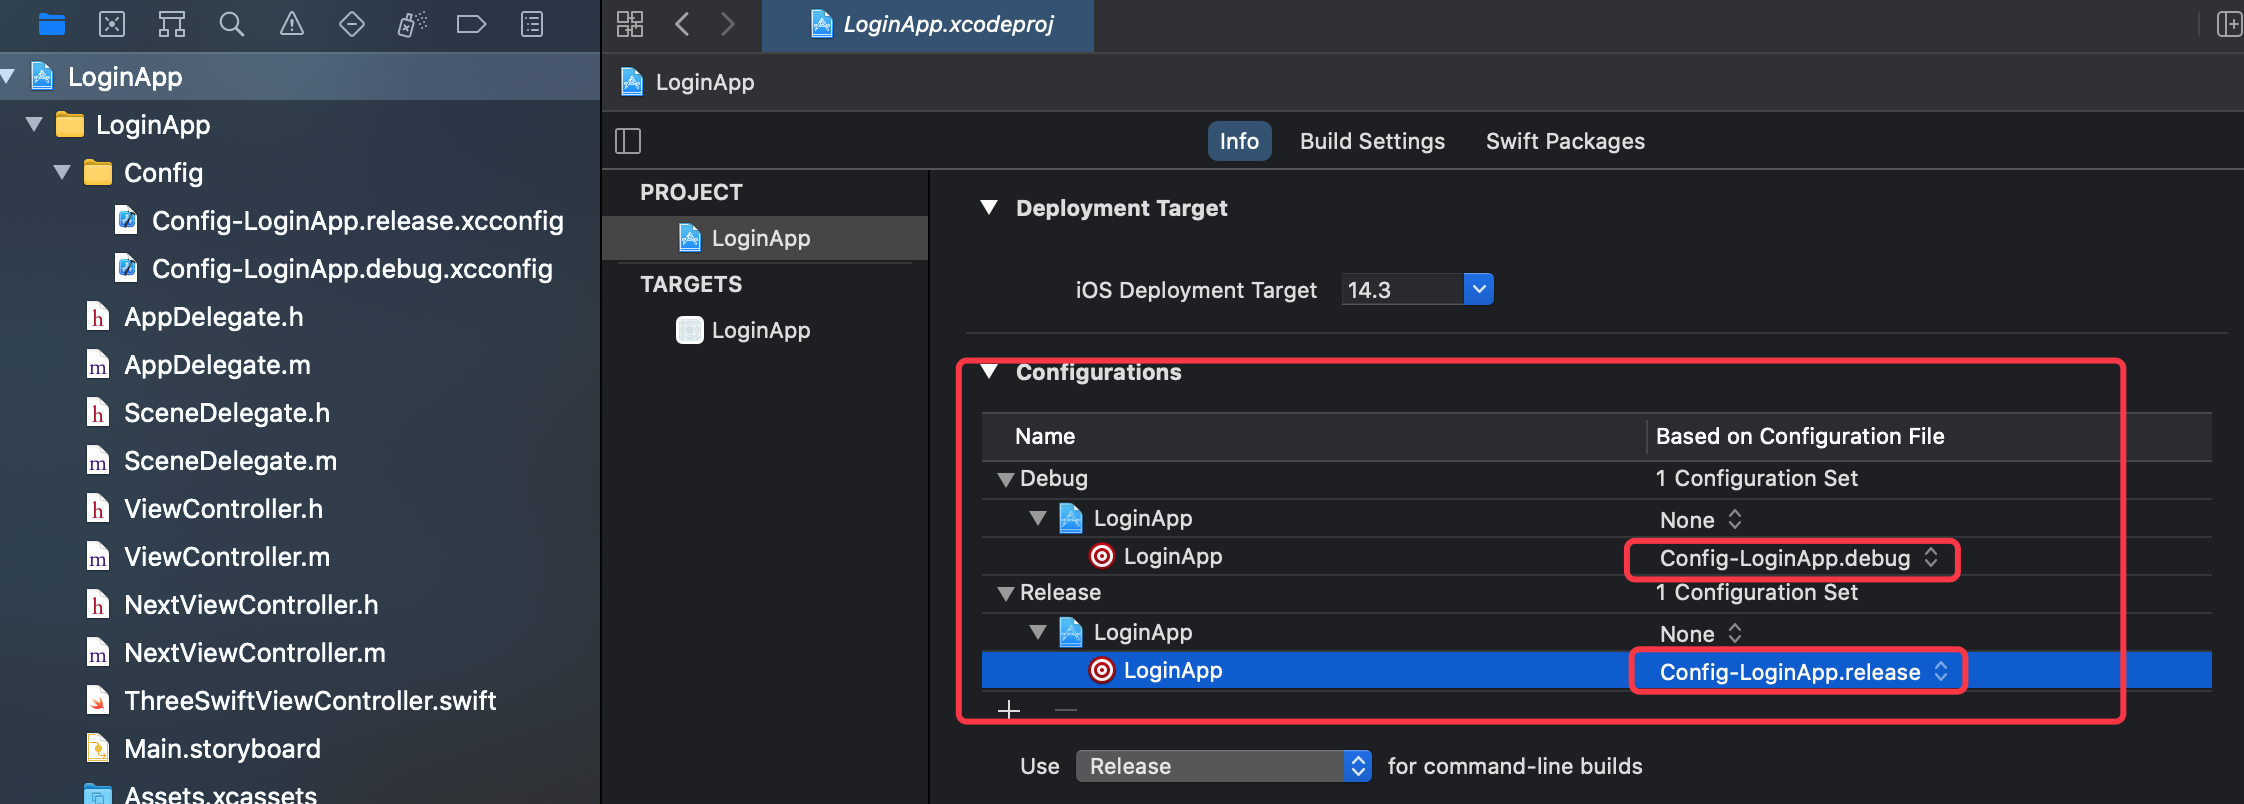 LoginApp
LoginApp
Config
Config-LoginApp.release.xcconfig
Config-LoginApp.debug.xcconfig
h AppDelegate.h
m AppDelegate.m
h SceneDelegate.h
m SceneDelegate.m
h ViewController.h
m ViewController.m
h NextViewController.h
m NextViewController.m
ThreeSwiftViewController.swift
Main.storyboard
Assets.xcassets
LoginApp.xcodeproj
LoginApp
Info Build Settings Swift Packages
PROJECT
LoginApp
TARGETS
LoginApp
Deployment Target
iOS Deployment Target 14.3
Configurations
Name Based on Configuration File
Debug 1 Configuration Set
LoginApp None
LoginApp Config-LoginApp.debug
Release 1 Configuration Set
LoginApp None
LoginApp Config-LoginApp.release
Use Release for command-line builds